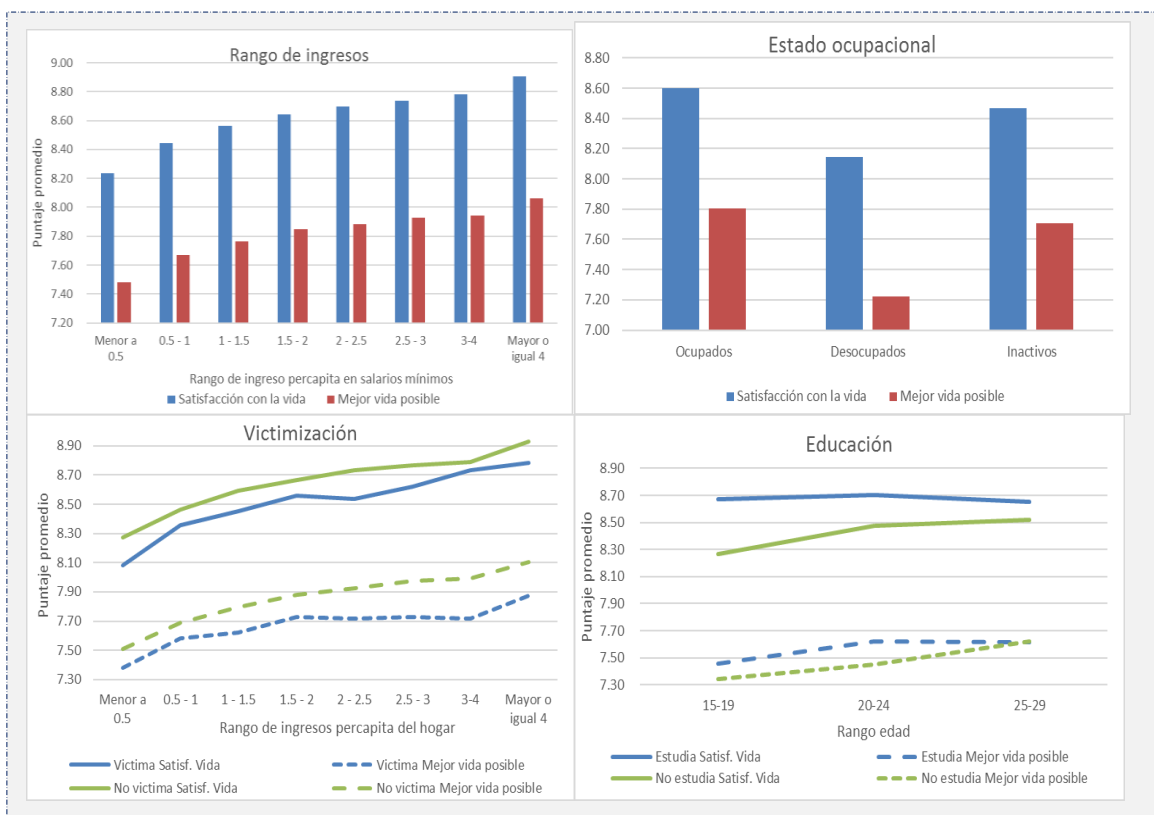 Rango de ingresos
Puntaje promedio
9.00
8.80
8.60
8.40
8.20
8.00
7.80
7.60
7.40
7.20
Menor a 0.5
0.5 - 1
1 - 1.5
1.5 - 2
2 - 2.5
2.5 - 3
3-4
Mayor o igual 4
Rango de ingreso percapita en salarios mínimos
Satisfacción con la vida
Mejor vida posible
Estado ocupacional
8.80
8.60
8.40
8.20
8.00
7.80
7.60
7.40
7.20
7.00
Ocupados
Desocupados
Inactivos
Satisfacción con la vida
Mejor vida posible
Victimización
Puntaje promedio
8.90
8.70
8.50
8.30
8.10
7.90
7.70
7.50
7.30
Menor a 0.5
0.5 - 1
1 - 1.5
1.5 - 2
2 - 2.5
2.5 - 3
3-4
Mayor o igual 4
Rango de ingresos percapita del hogar
Victima Satisf. Vida
Victima Mejor vida posible
No victima Satisf. Vida
No victima Mejor vida posible
Educación
Puntaje promedio
8.90
8.70
8.50
8.30
8.10
7.90
7.70
7.50
7.30
15-19
20-24
25-29
Rango edad
Estudia Satisf. Vida
Estudia Mejor vida posible
No estudia Satisf. Vida
No estudia Mejor vida posible